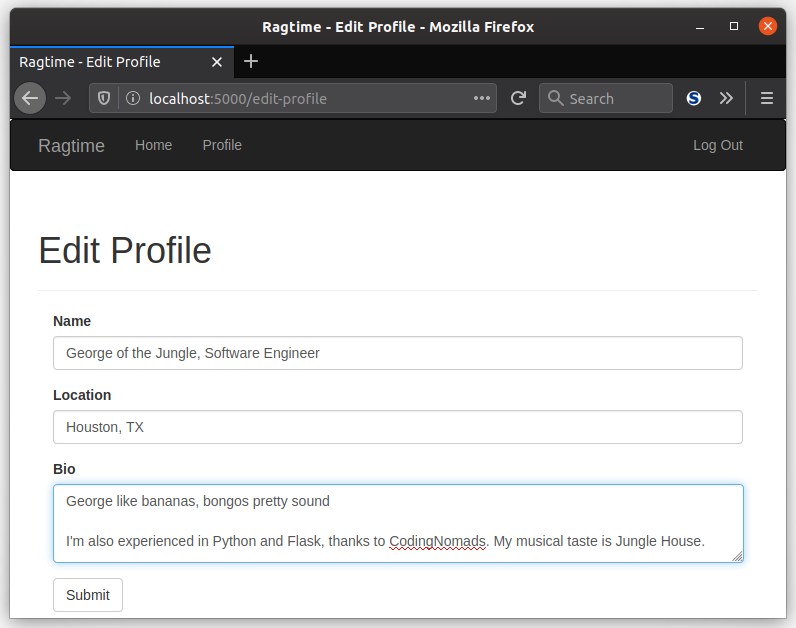 Ragtime - Edit Profile - Mozilla Firefox
Ragtime - Edit Profile
localhost:5000/edit-profile
Search
Ragtime Home Profile Log Out
Edit Profile
Name
George of the Jungle, Software Engineer
Location
Houston, TX
Bio
George like bananas, bongos pretty sound
I'm also experienced in Python and Flask, thanks to CodingNomads. My musical taste is Jungle House.
Submit